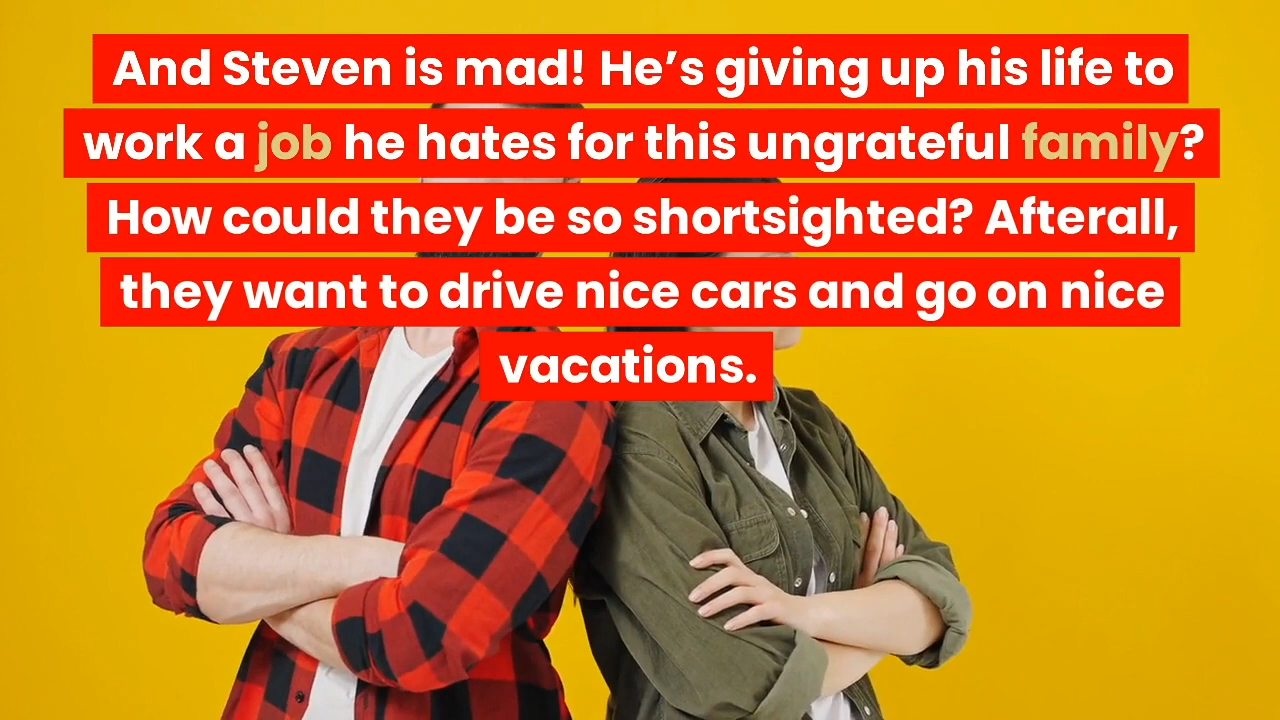 And Steven is mad! He’s giving up his life to
work a job he hates for this ungrateful family?
How could they be so shortsighted? Afterall,
they want to drive nice cars and go on nice
vacations.